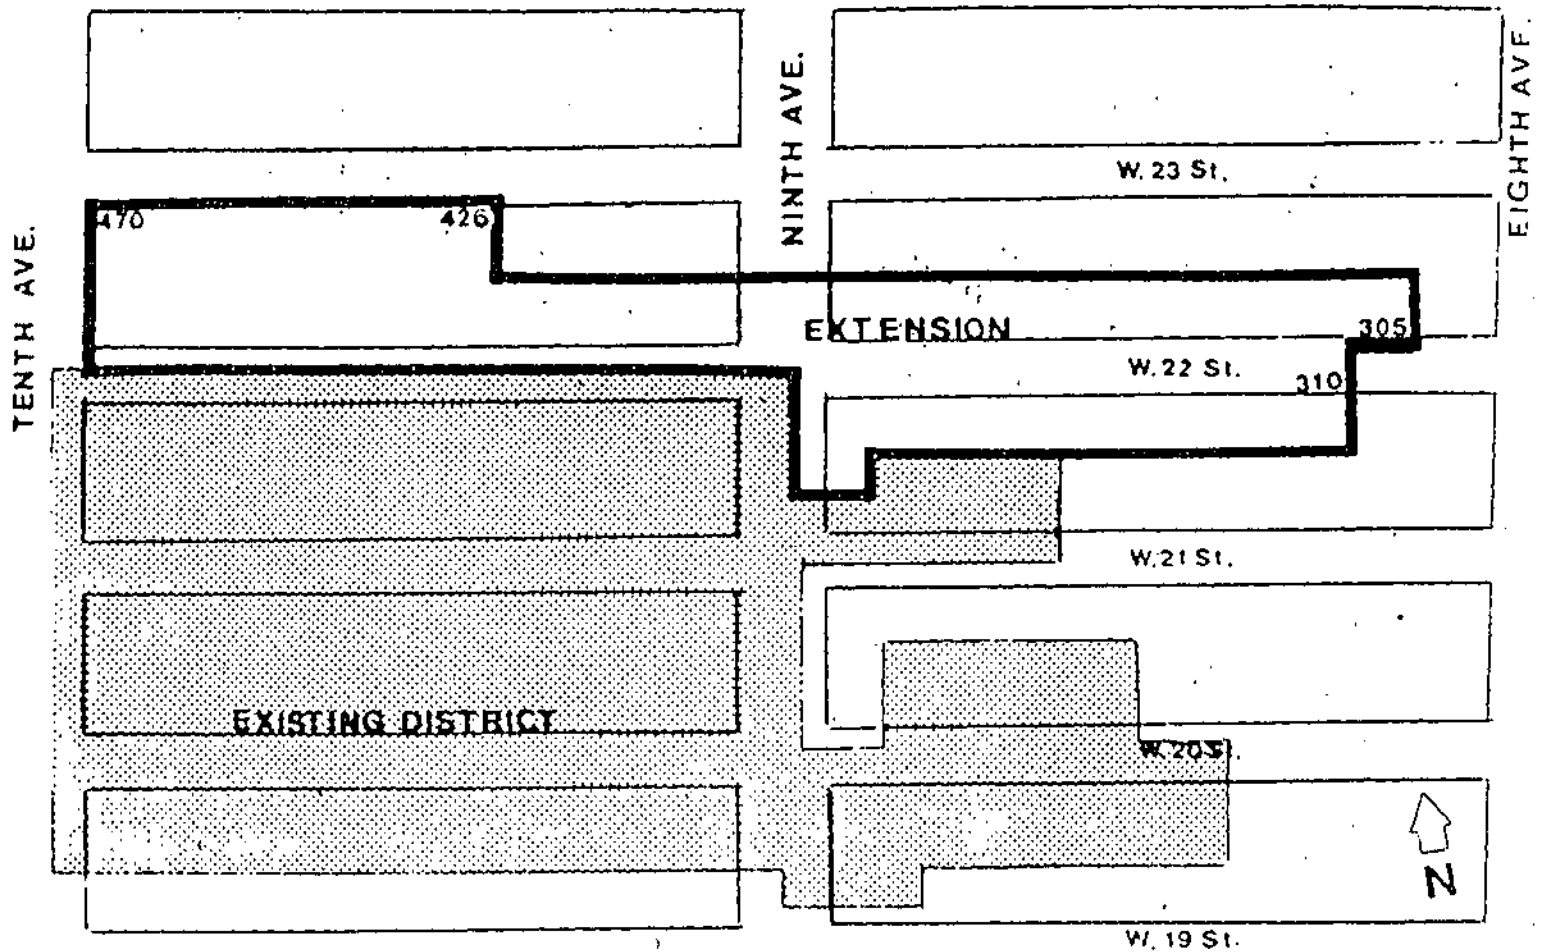 NINTH AVE.
EIGHTH AVE.
W. 23 St.
TENTH AVE.
470
426
EXTENSION
305
W. 22 St.
310
W. 21 St.
EXISTING DISTRICT
W. 20 St.
N
W. 19 St.